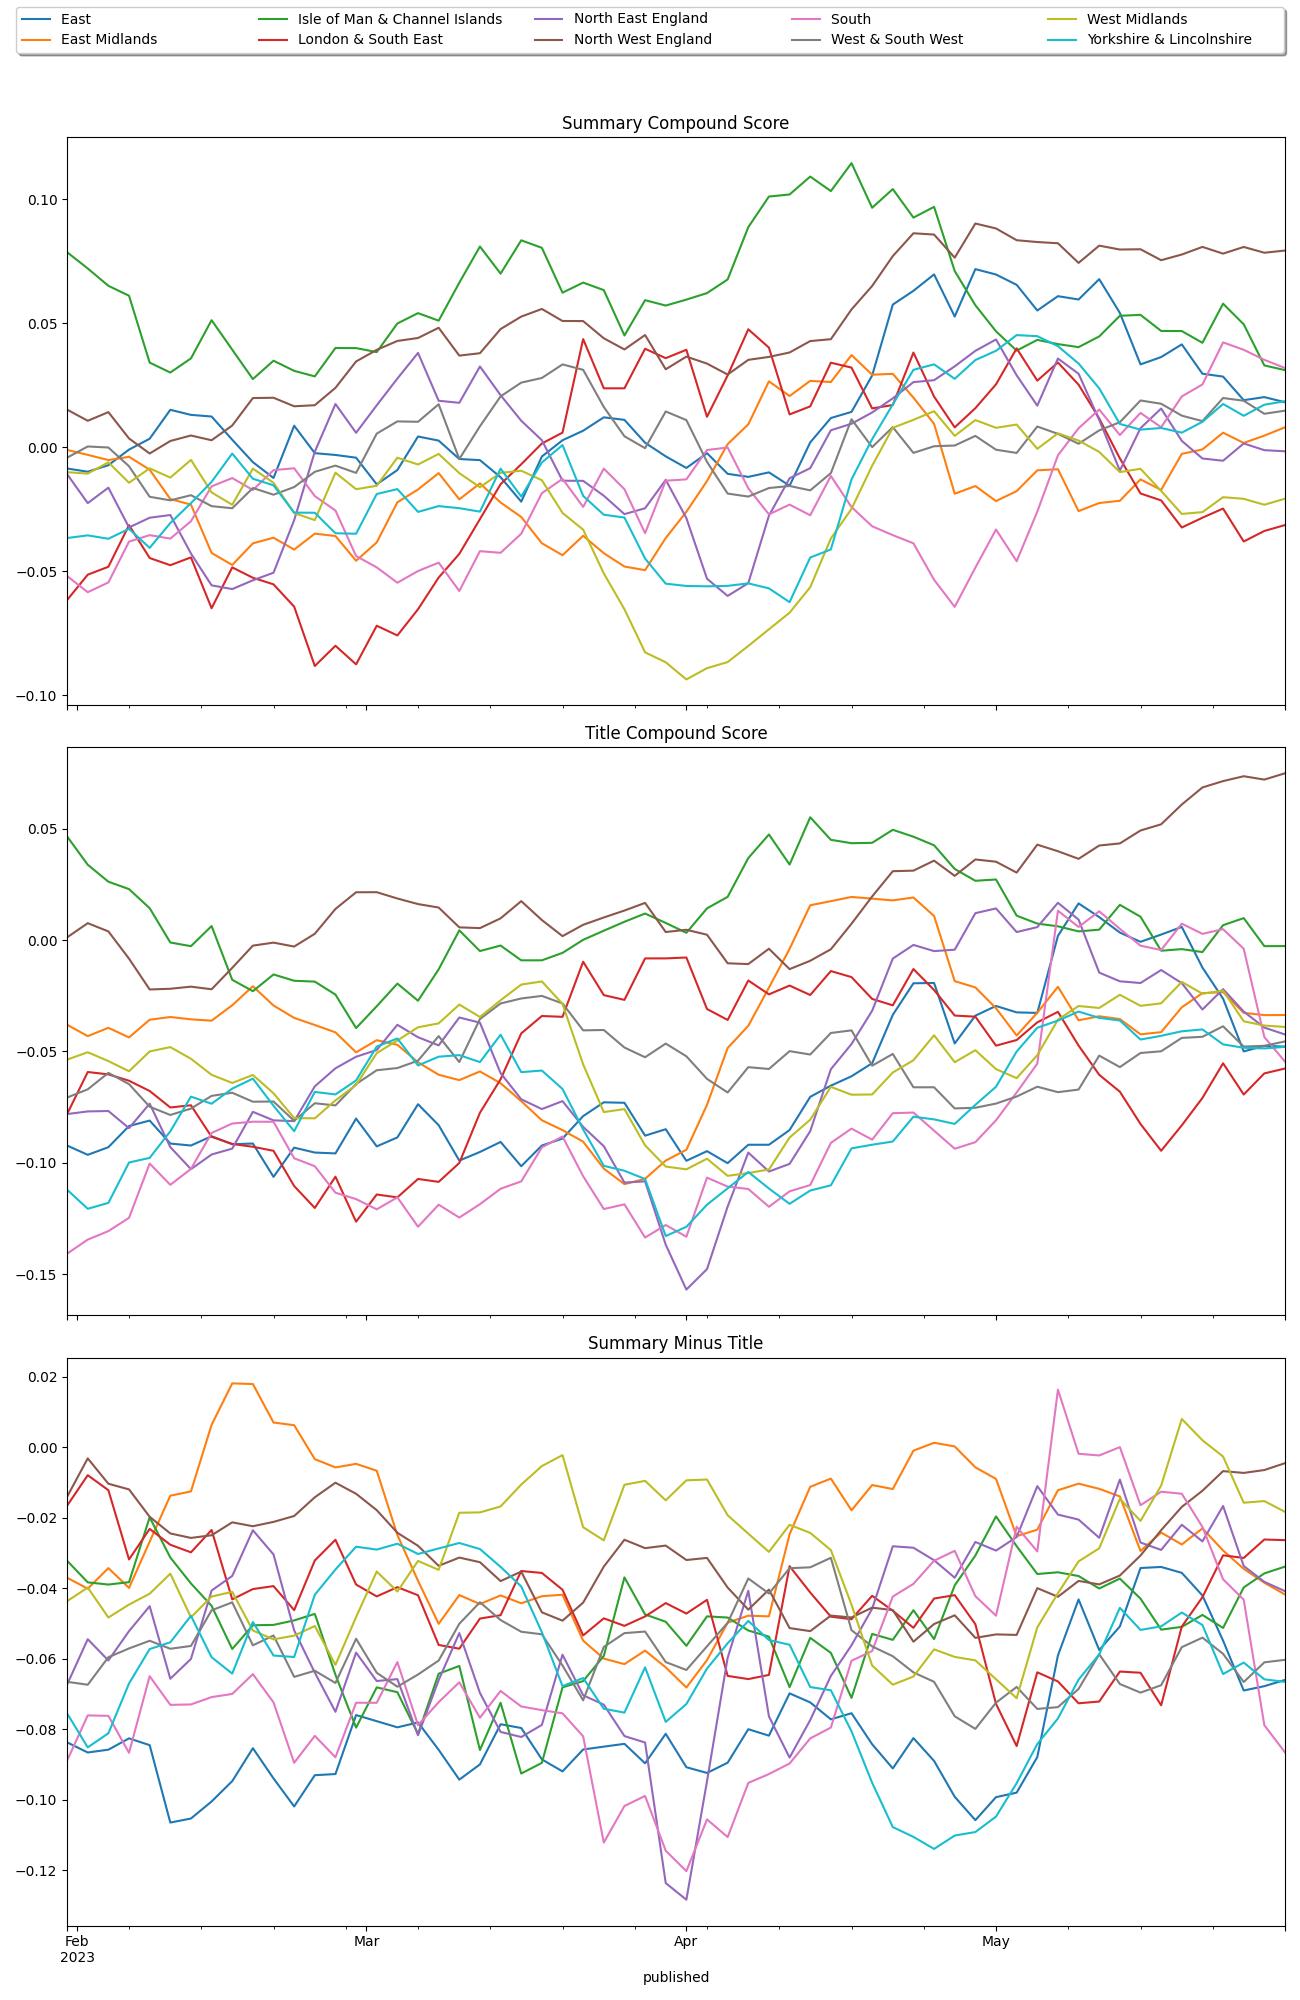 East
East Midlands
Isle of Man & Channel Islands
London & South East
North East England
North West England
South
West & South West
West Midlands
Yorkshire & Lincolnshire
Summary Compound Score
0.10
0.05
0.00
−0.05
−0.10
Title Compound Score
0.05
0.00
−0.05
−0.10
−0.15
Summary Minus Title
0.02
0.00
−0.02
−0.04
−0.06
−0.08
−0.10
−0.12
Feb
2023
Mar
Apr
May
published